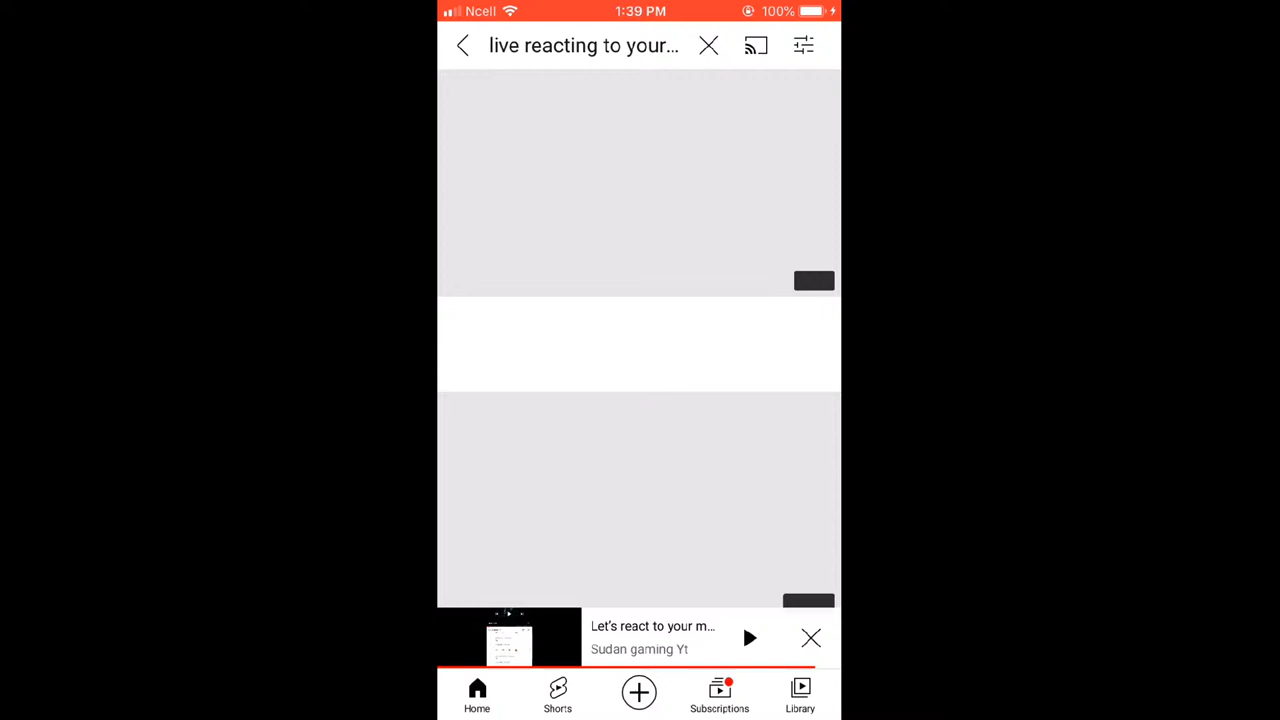 Ncell 1:39 PM 100%
live reacting to your...
Let's react to your m...
Sudan gaming Yt
Home Shorts Subscriptions Library